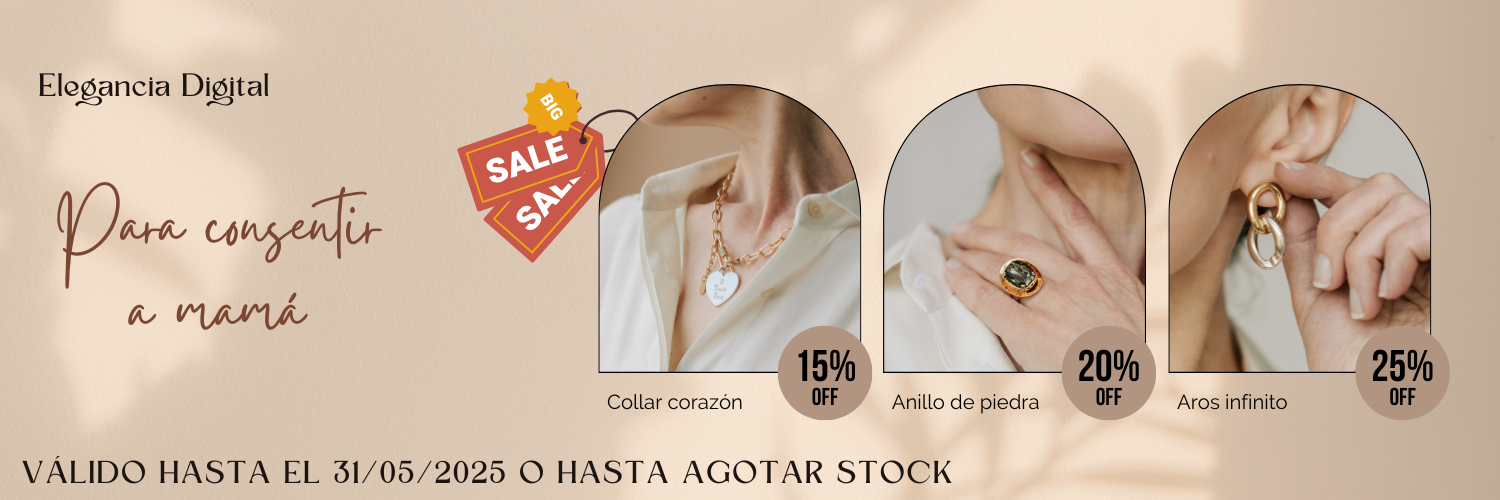 Elegancia Digital
Para consentir
a mamá
BIG
SALE
SAL
15%
OFF
20%
OFF
25%
OFF
Collar corazón
Anillo de piedra
Aros infinito
VÁLIDO HASTA EL 31/05/2025 O HASTA AGOTAR STOCK